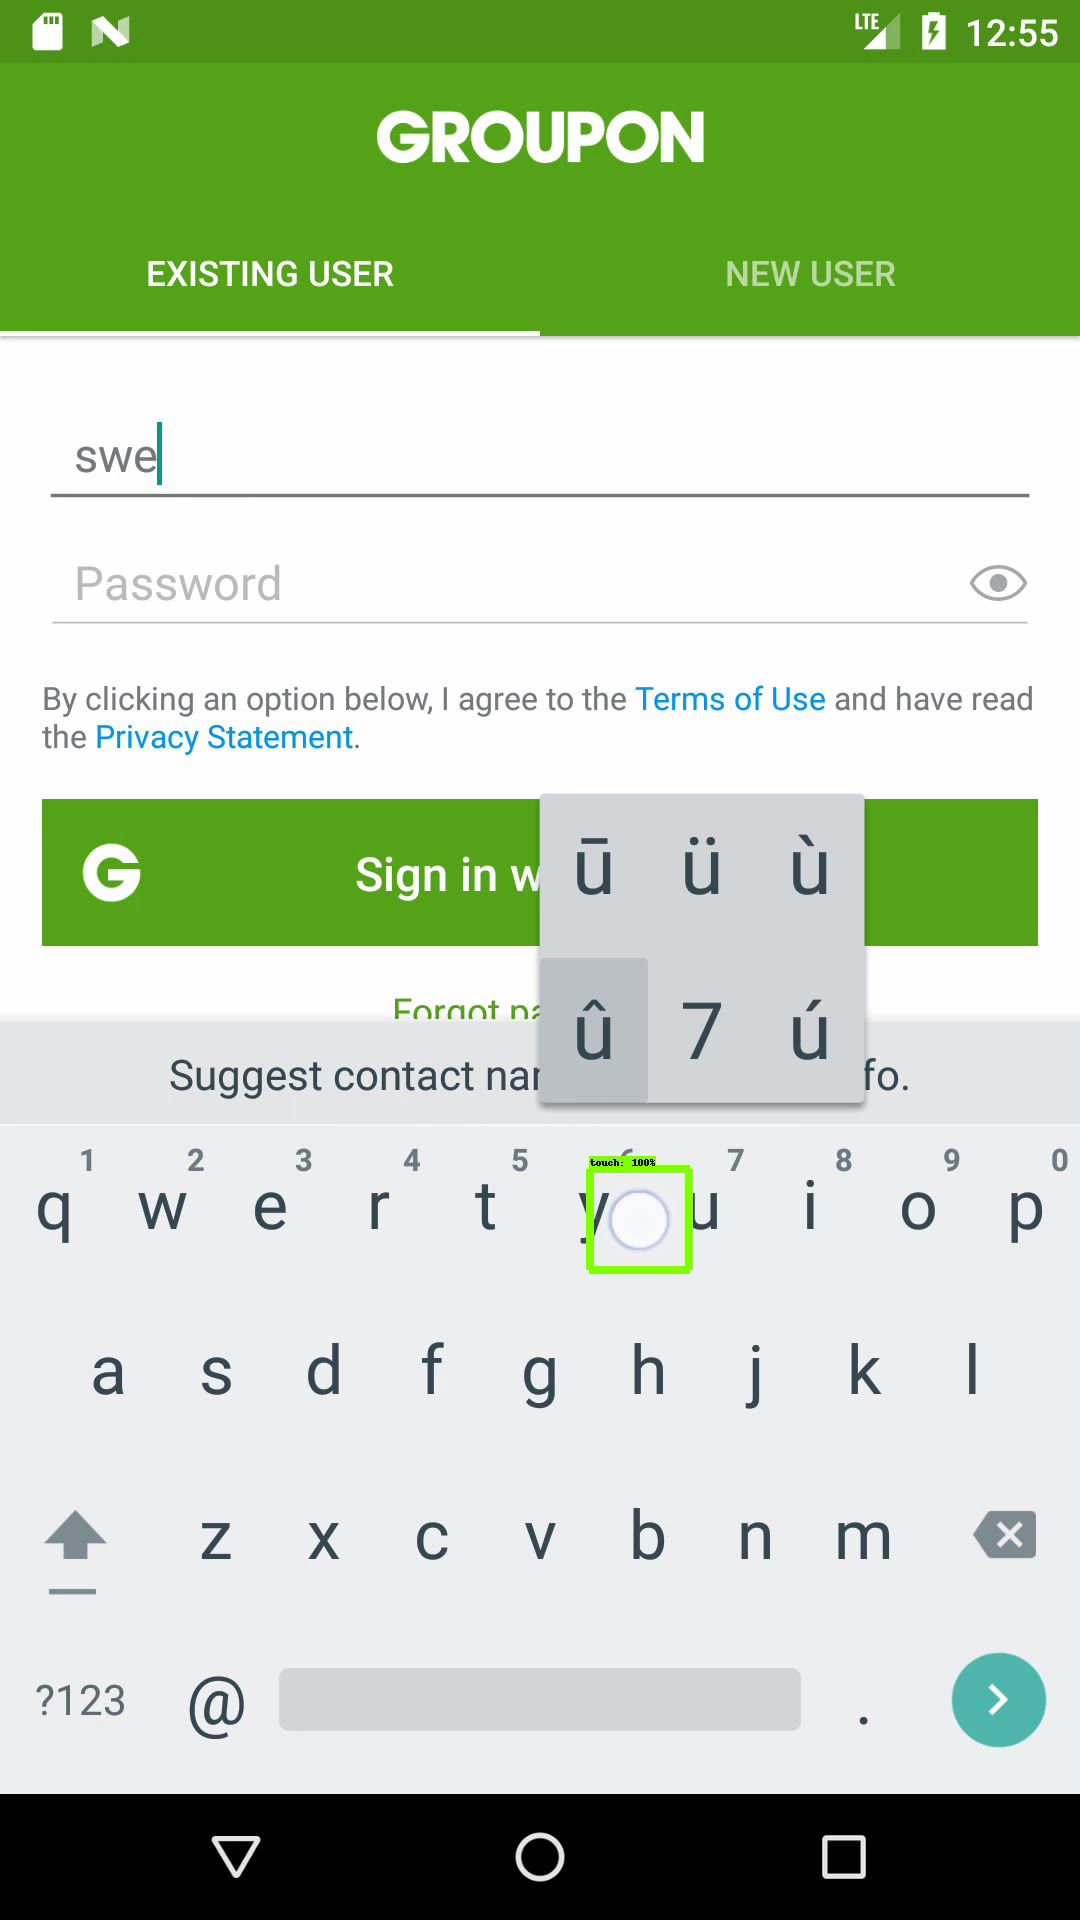 LTE 12:55
GROUPON
EXISTING USER NEW USER
swe
Password
By clicking an option below, I agree to the Terms of Use and have read
the Privacy Statement.
G Sign in w
ū ü ù
û 7 ú
Forgot pa
Suggest contact nar fo.
1 2 3 4 5 7 8 9 0
q w e r t y u i o p
touch: 100%
a s d f g h j k l
z x c v b n m
?123 @ .